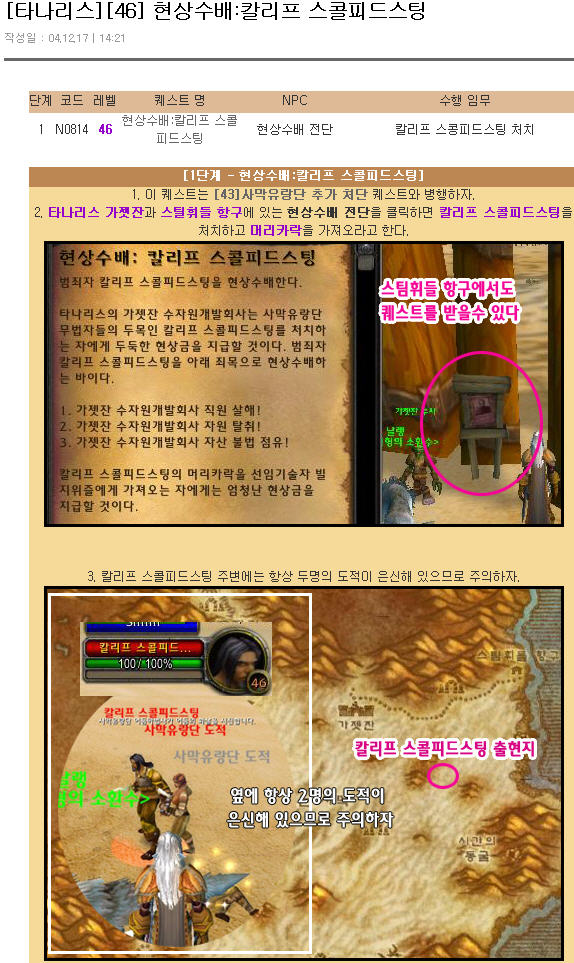 [타나리스][46] 현상수배:칼리프 스콜피드스팅
작성일 : 04.12.17 | 14:21
단계 코드 레벨 퀘스트 명 NPC 수행 임무
1 N0814 46 현상수배:칼리프 스콜피드스팅 현상수배 전단 칼리프 스콩피드스팅 처치
[1단계 - 현상수배:칼리프 스콜피드스팅]
1. 이 퀘스트는 [43]사막유랑단 추가 처단 퀘스트와 병행하자.
2. 타나리스 가젯잔과 스팀휘들 항구에 있는 현상수배 전단을 클릭하면 칼리프 스콜피드스팅을
처치하고 머리카락을 가져오라고 한다.
현상수배: 칼리프 스콜피드스팅
범죄자 칼리프 스콜피드스팅을 현상수배한다.
타나리스의 가젯잔 수자원개발회사는 사막유랑단
무법자들의 두목인 칼리프 스콜피드스팅를 처치하
는 자에게 두둑한 현상금을 지급할 것이다. 범죄자
칼리프 스콜피드스팅을 아래 죄목으로 현상수배하
는 바이다.
1. 가젯잔 수자원개발회사 직원 살해!
2. 가젯잔 수자원개발회사 자원 탈취!
3. 가젯잔 수자원개발회사 자산 불법 점유!
칼리프 스콜피드스팅의 머리카락을 선임기술자 빌
지위즐에게 가져오는 자에게는 엄청난 현상금을
지급할 것이다.
스팀휘들 항구에서도
퀘스트를 받을수 있다
가젯잔
의 소환수>
3. 칼리프 스콜피드스팅 주변에는 항상 두명의 도적이 은신해 있으므로 주의하자.
칼리프 스콜피드...
100 / 100%
46
칼리프 스콜피드스팅
사막유랑단 도적
사막유랑단 도적
의 소환수>
옆에 항상 2명의 도적이
은신해 있으므로 주의하자
스팀휘들 항구
가젯잔
칼리프 스콜피드스팅 출현지
시간의
동굴